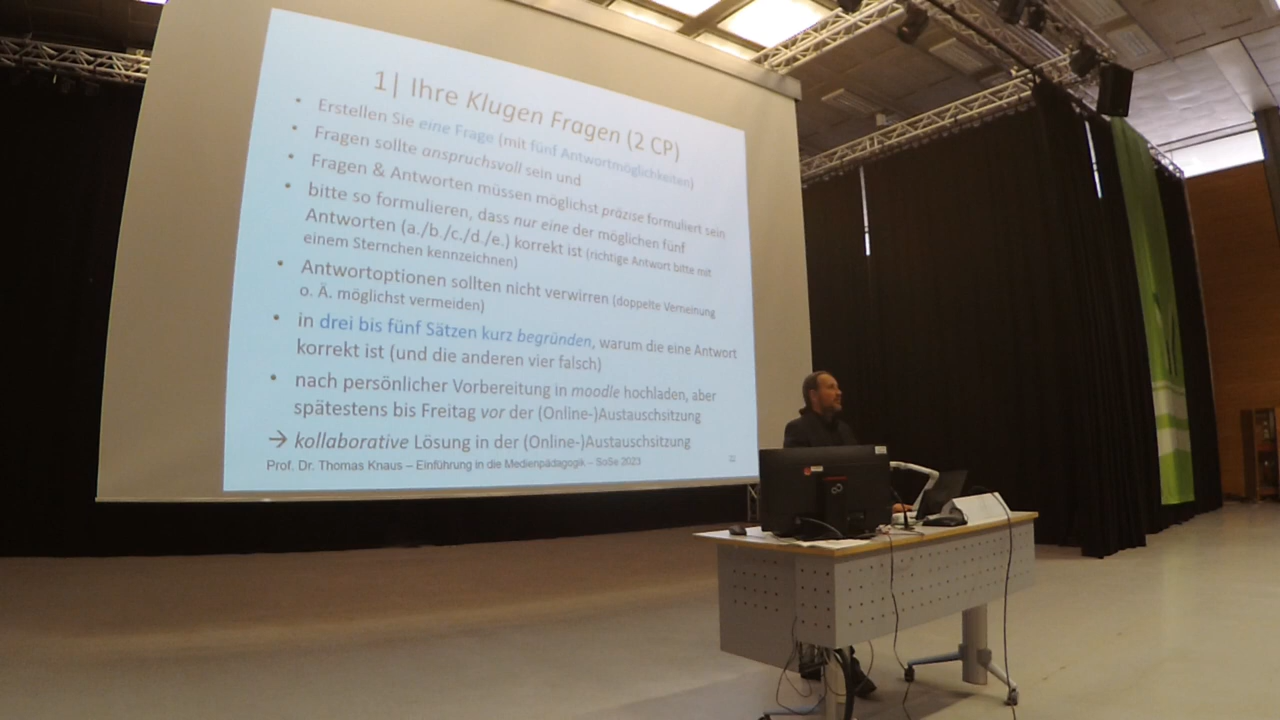 1| Ihre Klugen Fragen (2 CP)
• Erstellen Sie eine Frage (mit fünf Antwortmöglichkeiten)
• Fragen sollte anspruchsvoll sein und
• Fragen & Antworten müssen möglichst präzise formuliert sein
• bitte so formulieren, dass nur eine der möglichen fünf
Antworten (a./b./c./d./e.) korrekt ist (richtige Antwort bitte mit
einem Sternchen kennzeichnen)
• Antwortoptionen sollten nicht verwirren (doppelte Verneinung
o. Ä. möglichst vermeiden)
• in drei bis fünf Sätzen kurz begründen, warum die eine Antwort
korrekt ist (und die anderen vier falsch)
• nach persönlicher Vorbereitung in moodle hochladen, aber
spätestens bis Freitag vor der (Online-)Austauschsitzung
→ kollaborative Lösung in der (Online-)Austauschsitzung
Prof. Dr. Thomas Knaus – Einführung in die Medienpädagogik – SoSe 2023